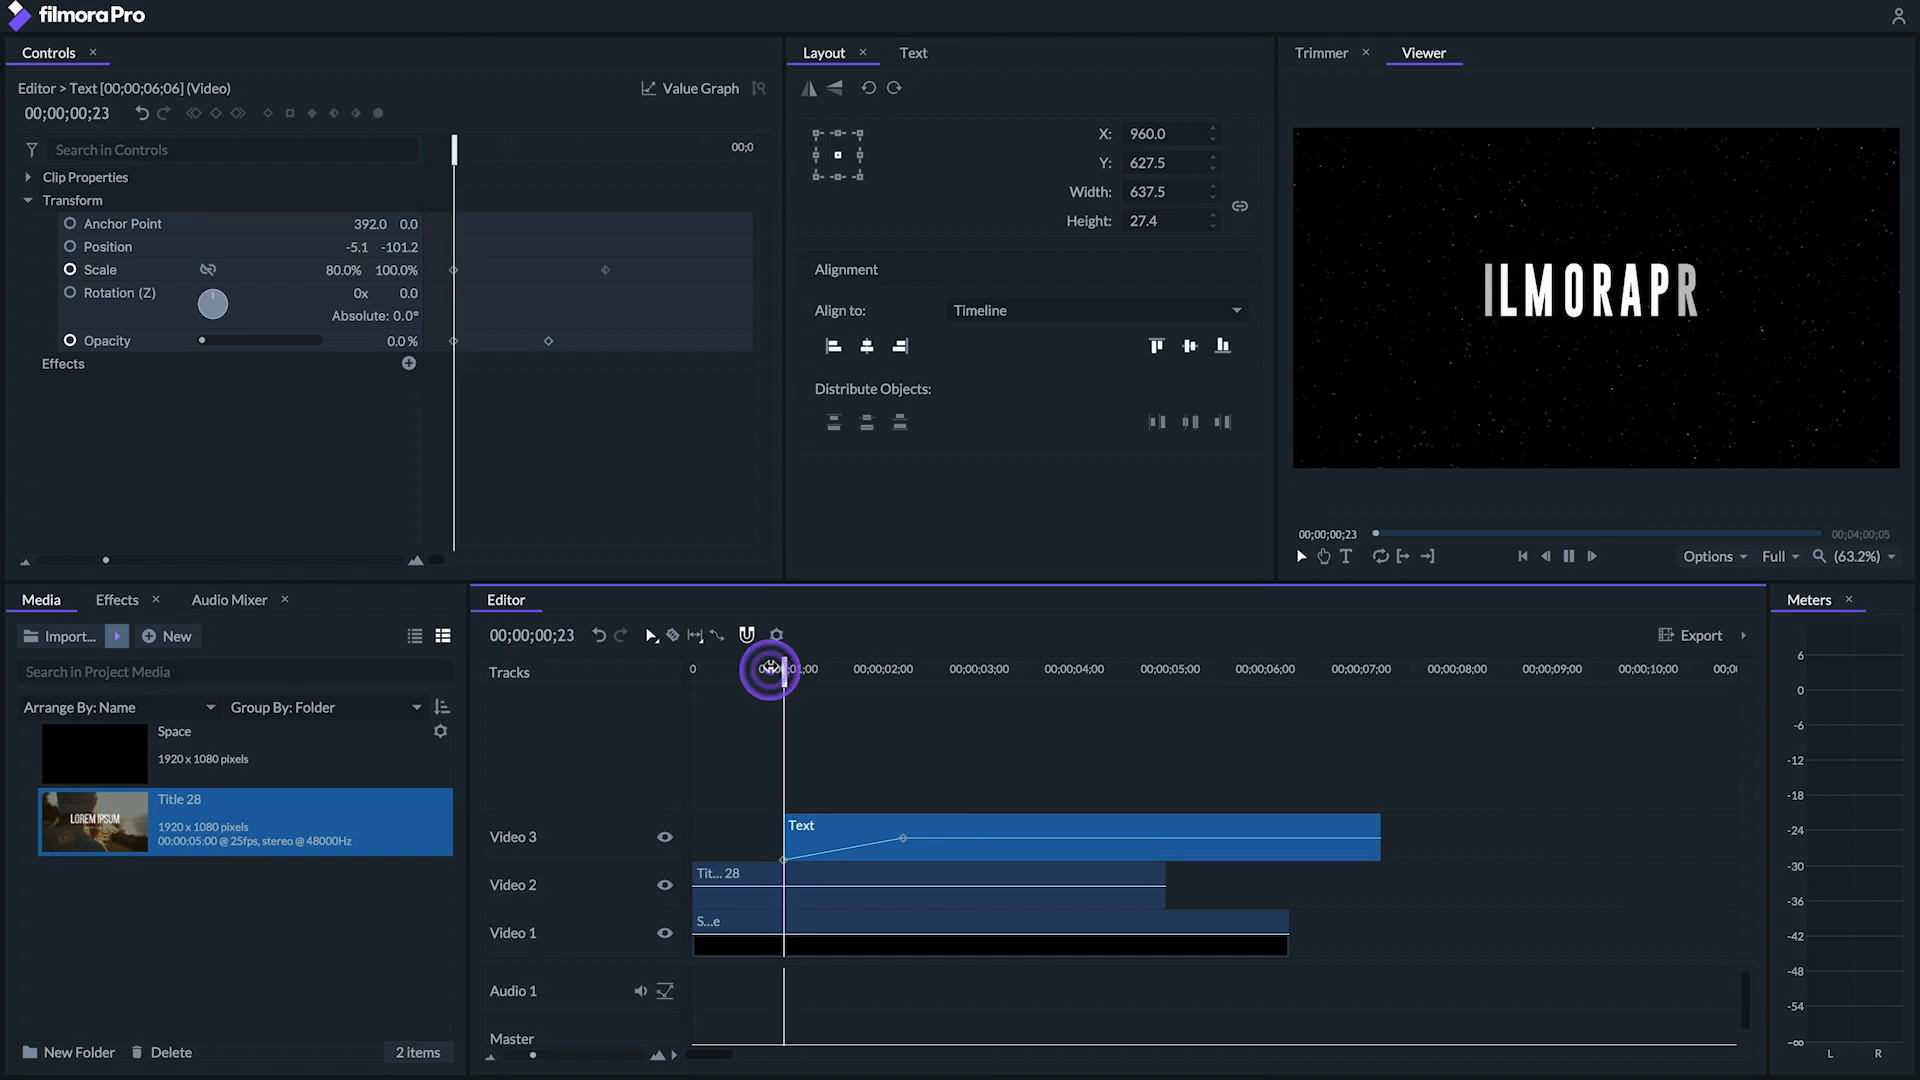 filmoraPro
Controls ×
Editor > Text [00;00;06;06] (Video)
Value Graph
00;00;00;23
Search in Controls
00;0
Clip Properties
Transform
Anchor Point 392.0 0.0
Position -5.1 -101.2
Scale 80.0% 100.0%
Rotation (Z) 0x 0.0
Absolute: 0.0°
Opacity 0.0 %
Effects
Layout × Text
X: 960.0
Y: 627.5
Width: 637.5
Height: 27.4
Alignment
Align to: Timeline
Distribute Objects:
Trimmer × Viewer
ILMORAPR
00;00;00;23 00;04;00;05
Options Full (63.2%)
Media Effects × Audio Mixer ×
Import... New
Search in Project Media
Arrange By: Name Group By: Folder
Space
1920 x 1080 pixels
LOREM IPSUM
Title 28
1920 x 1080 pixels
00:00:05:00 @ 25fps, stereo @ 48000Hz
New Folder Delete 2 items
Editor
00;00;00;23
Export
Tracks
0 00;00;01;00 00;00;02;00 00;00;03;00 00;00;04;00 00;00;05;00 00;00;06;00 00;00;07;00 00;00;08;00 00;00;09;00 00;00;10;00 00;0
Video 3 Text
Video 2 Tit... 28
Video 1 S...e
Audio 1
Master
Meters ×
6
0
-6
-12
-18
-24
-30
-36
-42
-48
-54
-∞
L R